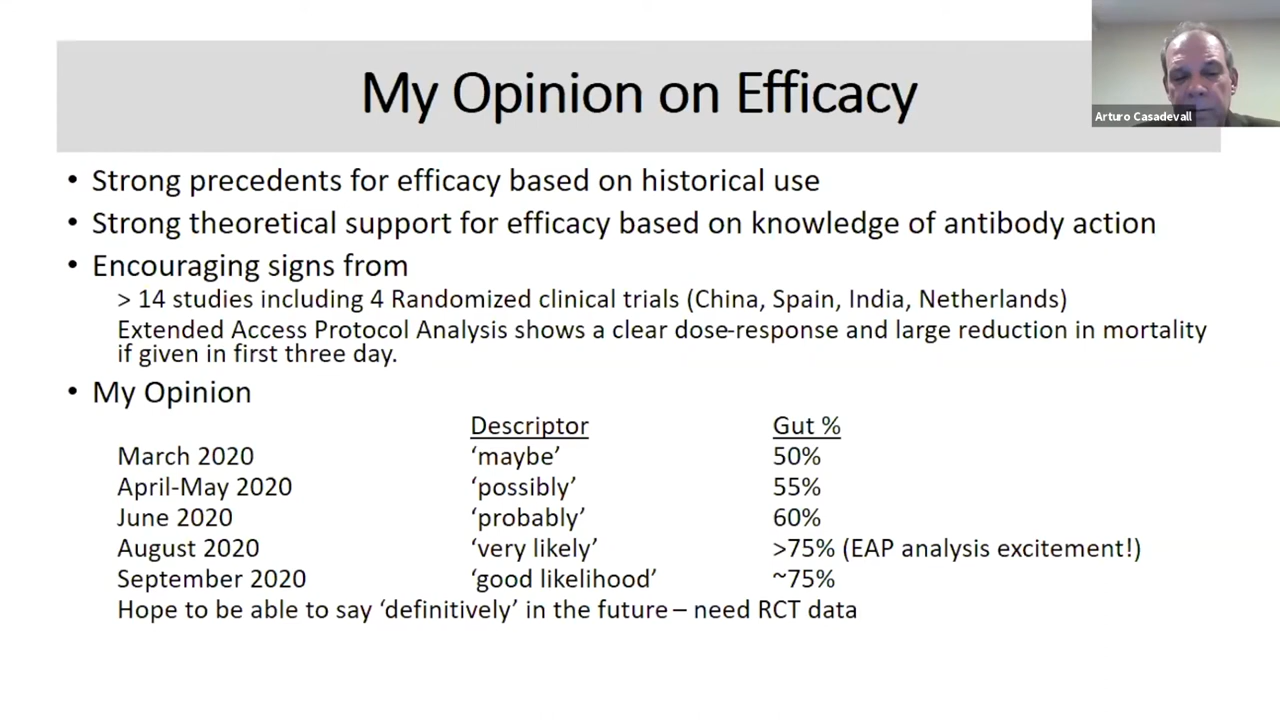 My Opinion on Efficacy
Arturo Casadevall
• Strong precedents for efficacy based on historical use
• Strong theoretical support for efficacy based on knowledge of antibody action
• Encouraging signs from
> 14 studies including 4 Randomized clinical trials (China, Spain, India, Netherlands)
Extended Access Protocol Analysis shows a clear dose-response and large reduction in mortality
if given in first three day.
• My Opinion
Descriptor Gut %
March 2020 ‘maybe’ 50%
April-May 2020 ‘possibly’ 55%
June 2020 ‘probably’ 60%
August 2020 ‘very likely’ >75% (EAP analysis excitement!)
September 2020 ‘good likelihood’ ~75%
Hope to be able to say ‘definitively’ in the future – need RCT data